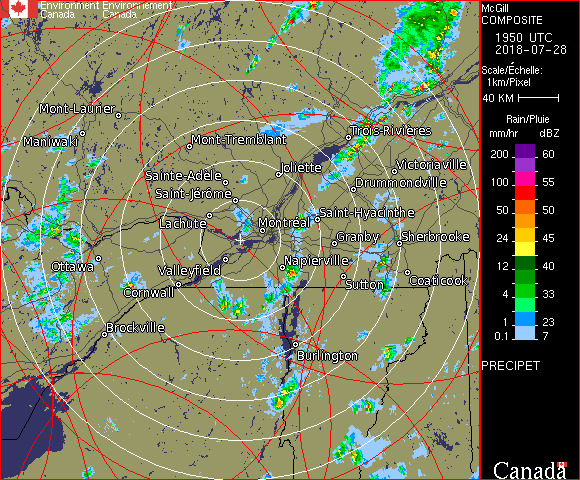 Environment Environnement
Canada Canada
McGill
COMPOSITE
1950 UTC
2018-07-28
Scale/Échelle:
1km/Pixel
40 KM
Rain/Pluie
mm/hr dBZ
200 60
100 55
50 50
24 45
12 40
4 33
1 23
0.1 7
PRECIPET
Canada
Mont-Laurier
Maniwaki
Mont-Tremblant
Trois-Rivières
Sainte-Adèle
Joliette
Victoriaville
Saint-Jérôme
Drummondville
Lachute
Montréal
Saint-Hyacinthe
Granby
Sherbrooke
Ottawa
Valleyfield
Napierville
Cornwall
Sutton
Coaticook
Brockville
Burlington